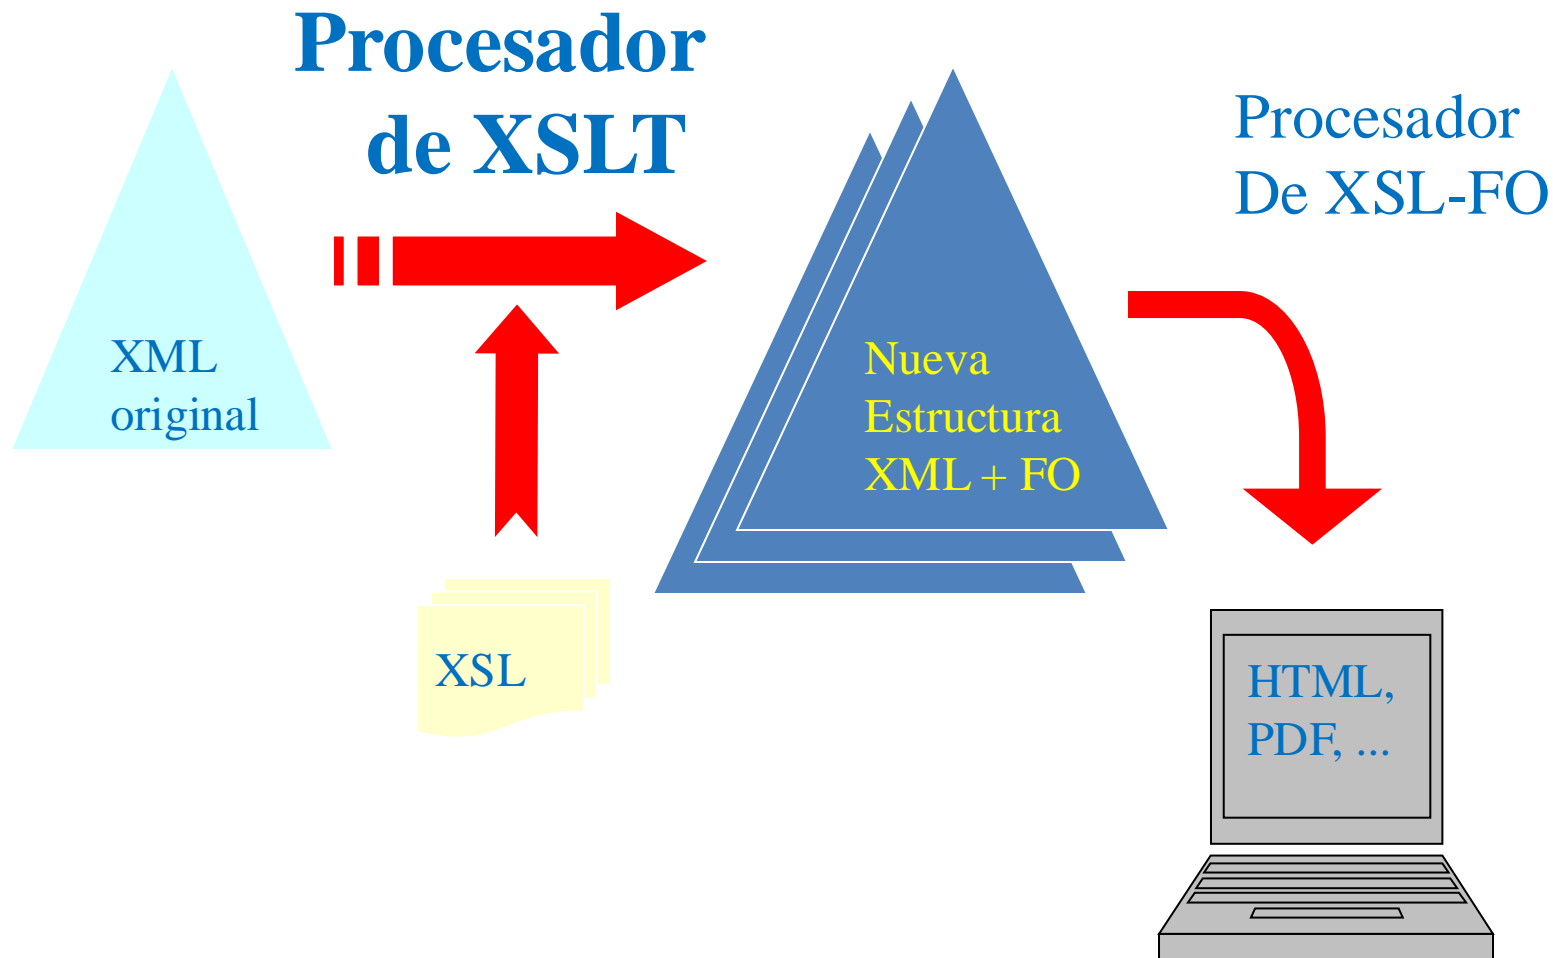 Procesador
de XSLT
Procesador
De XSL-FO
XML
original
Nueva
Estructura
XML + FO
XSL
HTML,
PDF, ...